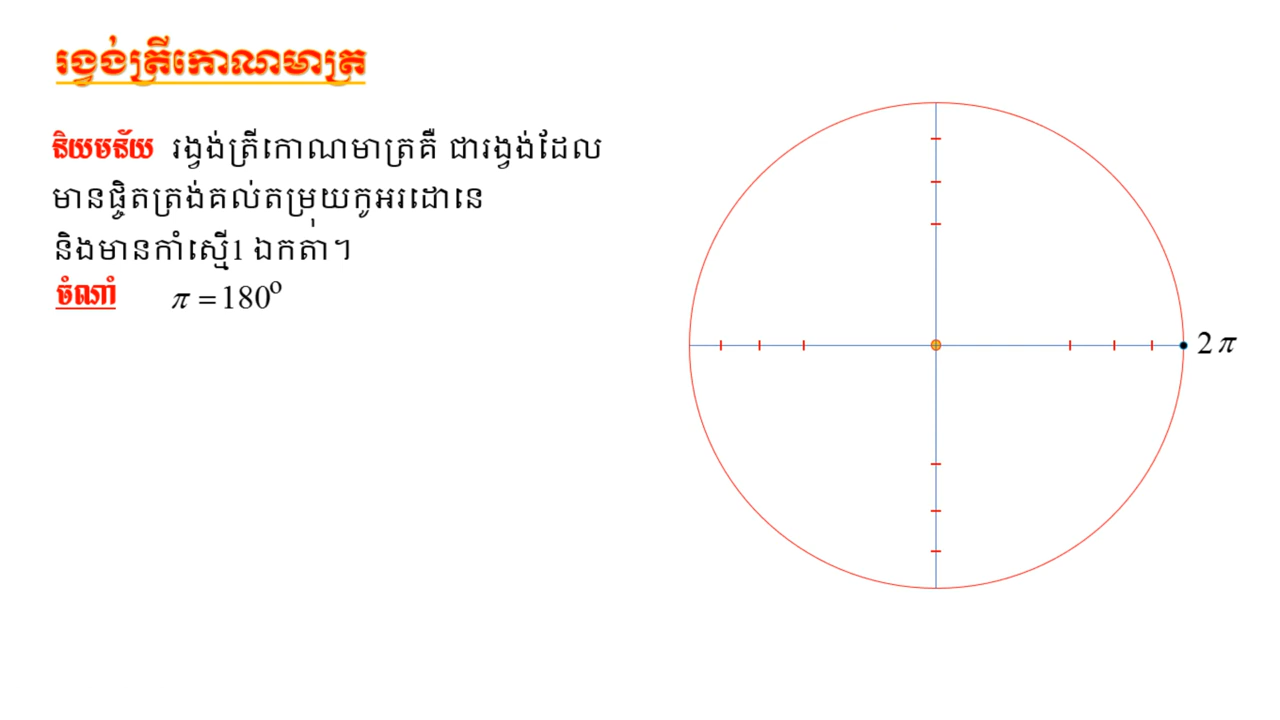 រង្វង់ត្រីកោណមាត្រ
និយមន័យ រង្វង់ត្រីកោណមាត្រគឺ ជារង្វង់ដែល
មានផ្ចិតត្រង់គល់តម្រុយកូអរដោនេ
និងមានកាំស្មើ1 ឯកតា។
ចំណាំ π = 180º
2π